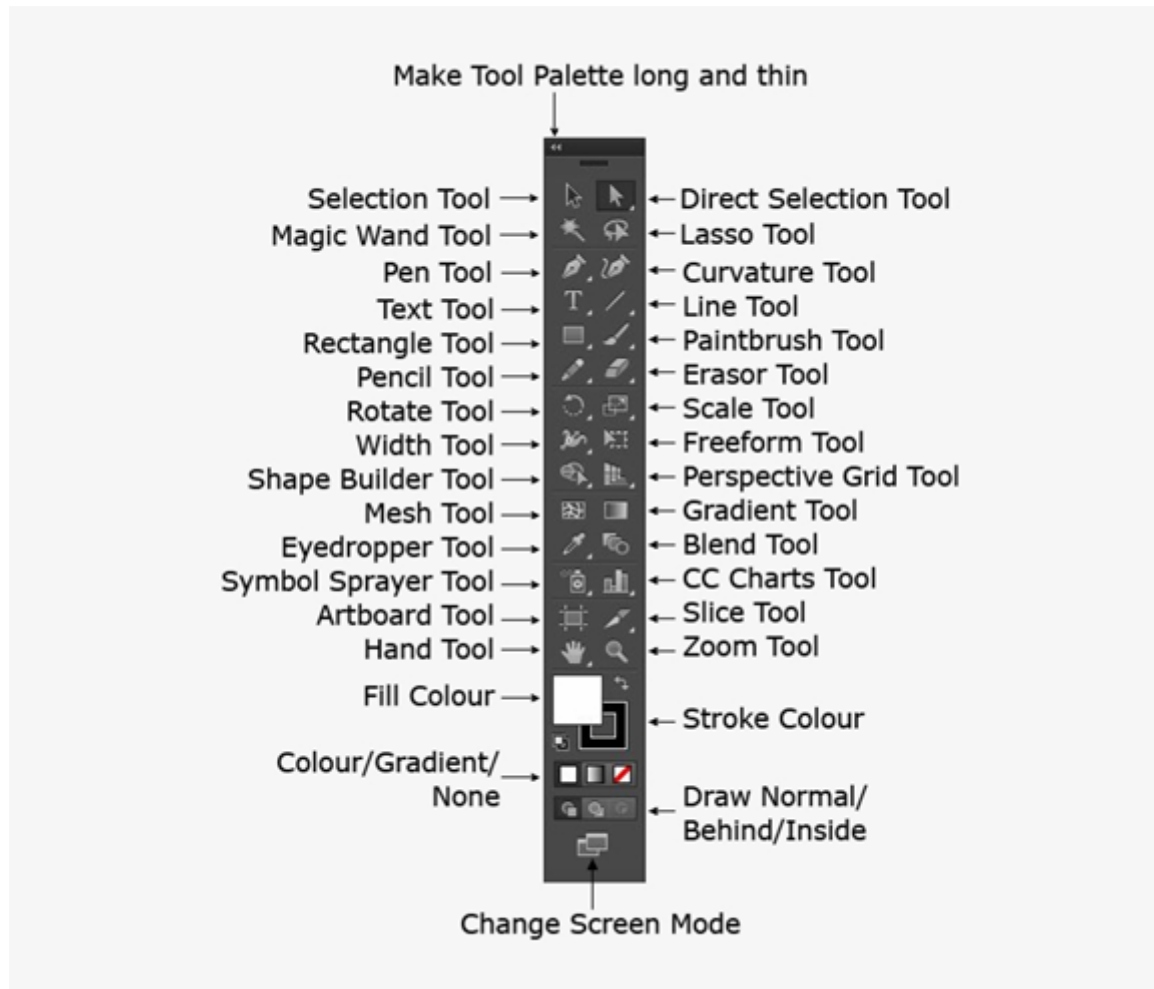 Make Tool Palette long and thin
Selection Tool
Direct Selection Tool
Magic Wand Tool
Lasso Tool
Pen Tool
Curvature Tool
Text Tool
Line Tool
Rectangle Tool
Paintbrush Tool
Pencil Tool
Erasor Tool
Rotate Tool
Scale Tool
Width Tool
Freeform Tool
Shape Builder Tool
Perspective Grid Tool
Mesh Tool
Gradient Tool
Eyedropper Tool
Blend Tool
Symbol Sprayer Tool
CC Charts Tool
Artboard Tool
Slice Tool
Hand Tool
Zoom Tool
Fill Colour
Stroke Colour
Colour/Gradient/
None
Draw Normal/
Behind/Inside
Change Screen Mode